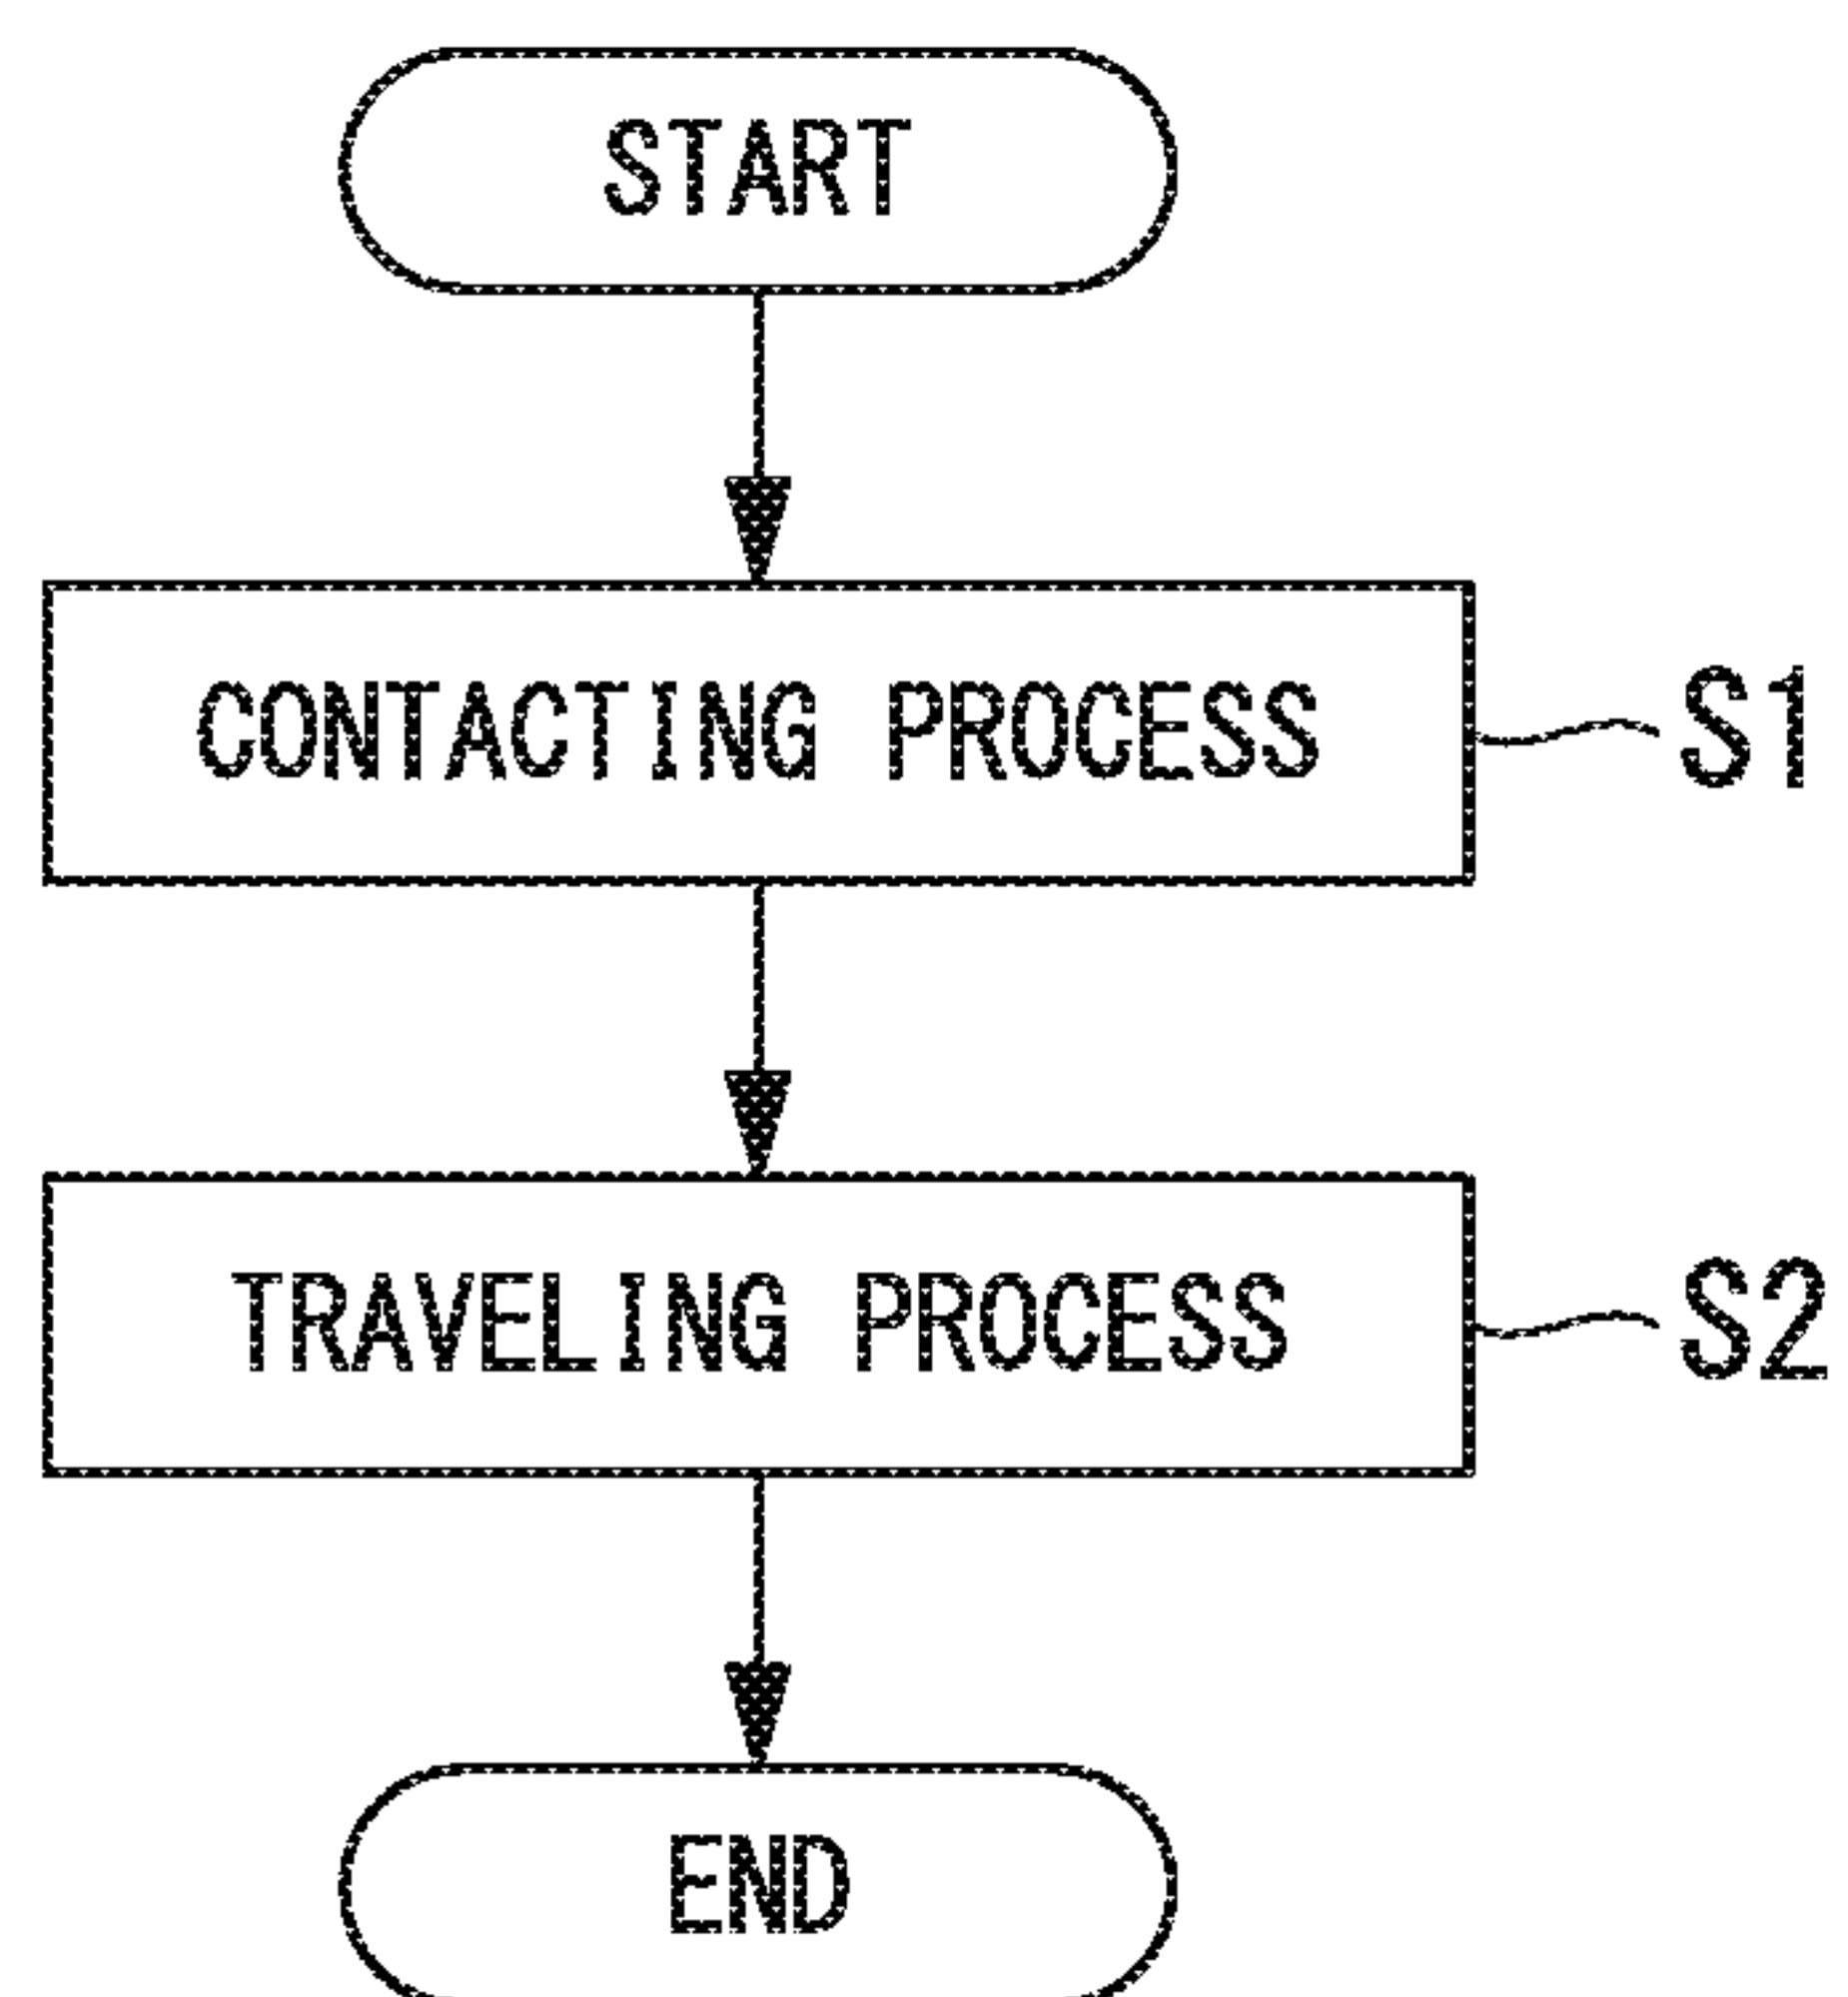 START
CONTACTING PROCESS
S1
TRAVELING PROCESS
S2
END